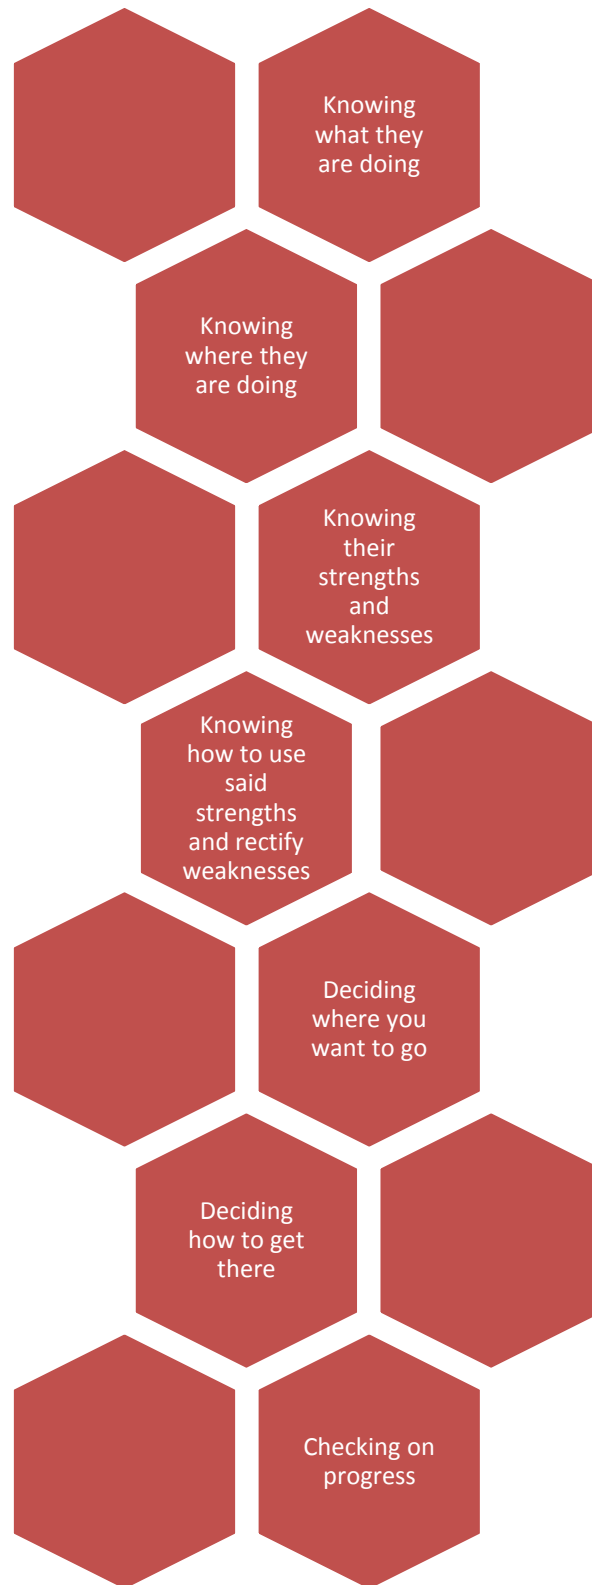 Knowing
what they
are doing
Knowing
where they
are doing
Knowing
their
strengths
and
weaknesses
Knowing
how to use
said
strengths
and rectify
weaknesses
Deciding
where you
want to go
Deciding
how to get
there
Checking on
progress